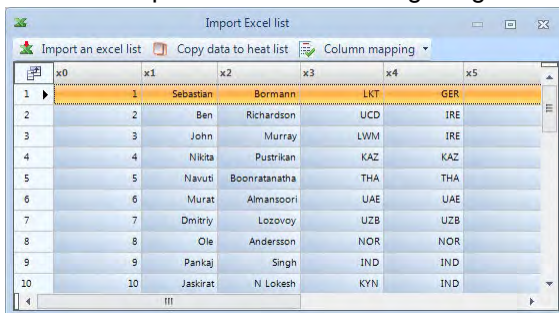 Import Excel list
Import an excel list Copy data to heat list Column mapping
x0 x1 x2 x3 x4 x5
1 1 Sebastian Bormann LKT GER
2 2 Ben Richardson UCD IRE
3 3 John Murray LWM IRE
4 4 Nikita Pustrikan KAZ KAZ
5 5 Navuti Boonratanatha THA THA
6 6 Murat Almansoori UAE UAE
7 7 Dmitriy Lozovoy UZB UZB
8 8 Ole Andersson NOR NOR
9 9 Pankaj Singh IND IND
10 10 Jaskirat N Lokesh KYN IND